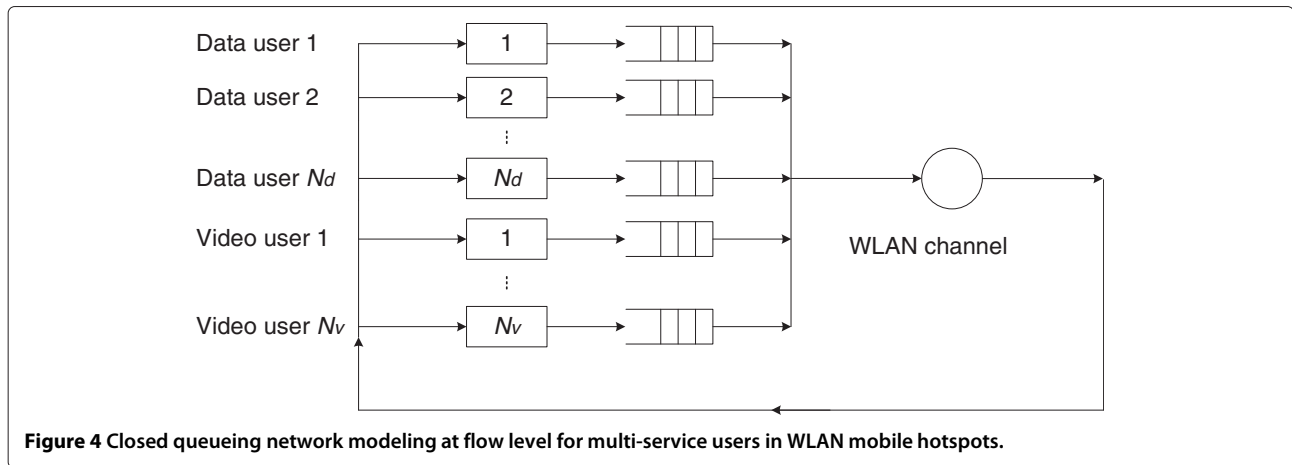 Data user 1
1
Data user 2
2
Data user Nd
Nd
Video user 1
1
WLAN channel
Video user Nv
Nv
Figure 4 Closed queueing network modeling at flow level for multi-service users in WLAN mobile hotspots.